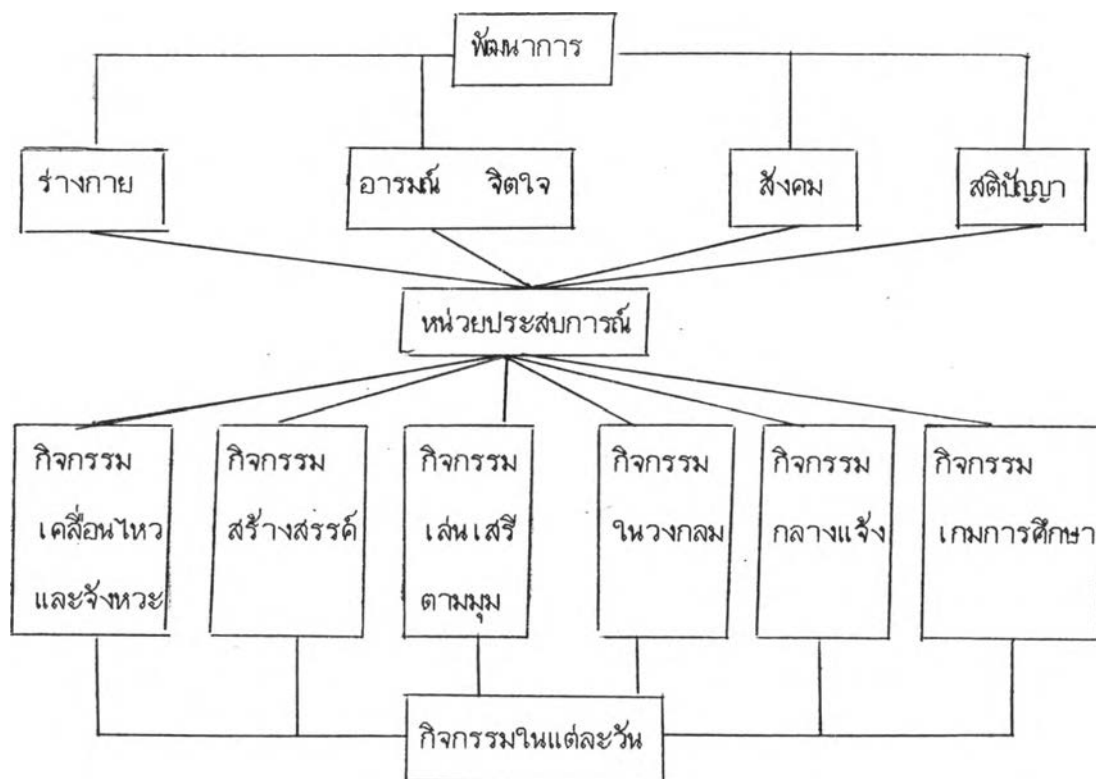 พัฒนาการ
ร่างกาย
อารมณ์ จิตใจ
สังคม
สติปัญญา
หน่วยประสบการณ์
กิจกรรม
เคลื่อนไหว
และจังหวะ
กิจกรรม
สร้างสรรค์
กิจกรรม
เล่นเสรี
ตามมุม
กิจกรรม
ในวงกลม
กิจกรรม
กลางแจ้ง
กิจกรรม
เกมการศึกษา
กิจกรรมในแต่ละวัน